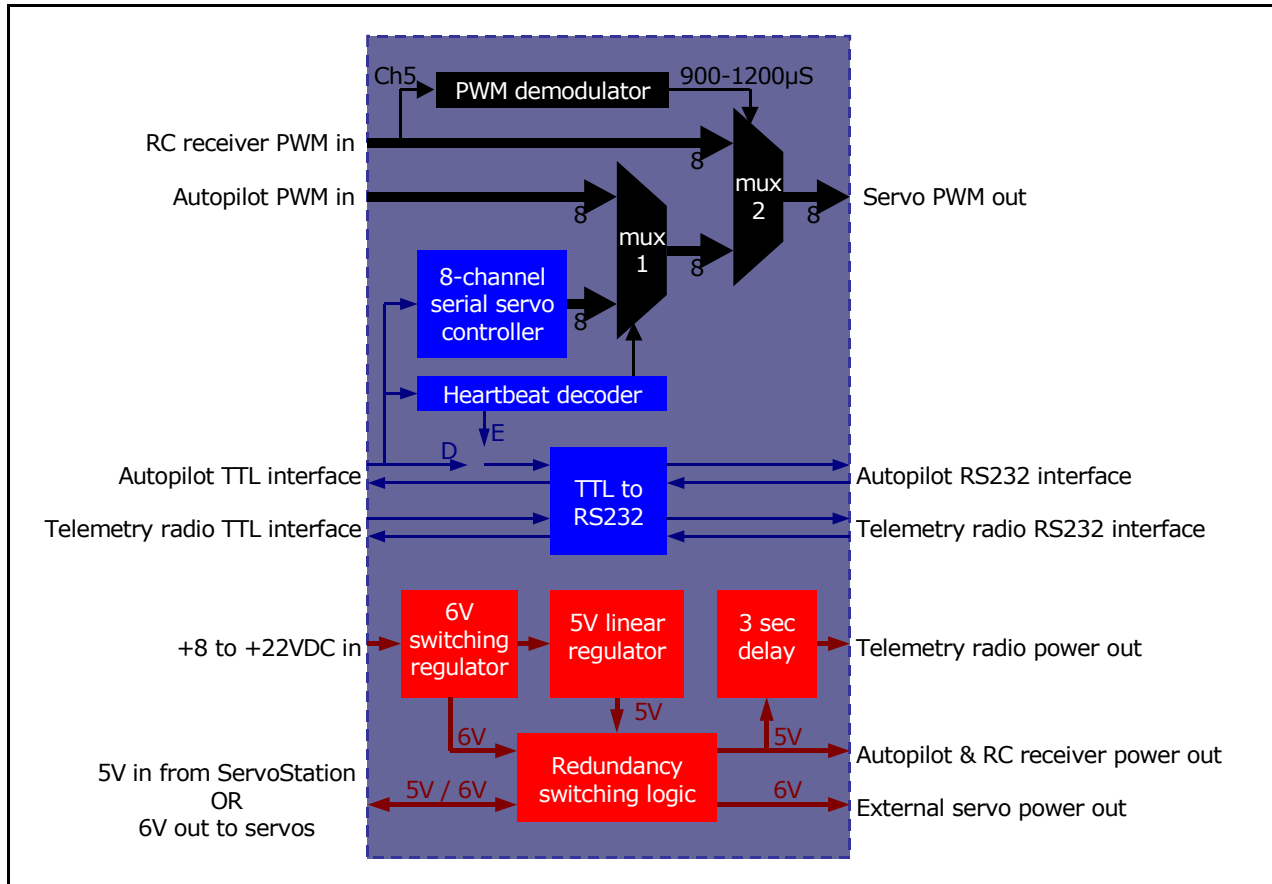 Ch5
PWM demodulator
900-1200µS
RC receiver PWM in
8
mux
2
Autopilot PWM in
8
mux
1
8
8
Servo PWM out
8-channel
serial servo
controller
8
Heartbeat decoder
E
D
Autopilot TTL interface
TTL to
RS232
Autopilot RS232 interface
Telemetry radio TTL interface
Telemetry radio RS232 interface
+8 to +22VDC in
6V
switching
regulator
5V linear
regulator
3 sec
delay
Telemetry radio power out
5V
6V
5V
Redundancy
switching logic
Autopilot & RC receiver power out
5V in from ServoStation
OR
6V out to servos
5V / 6V
6V
External servo power out